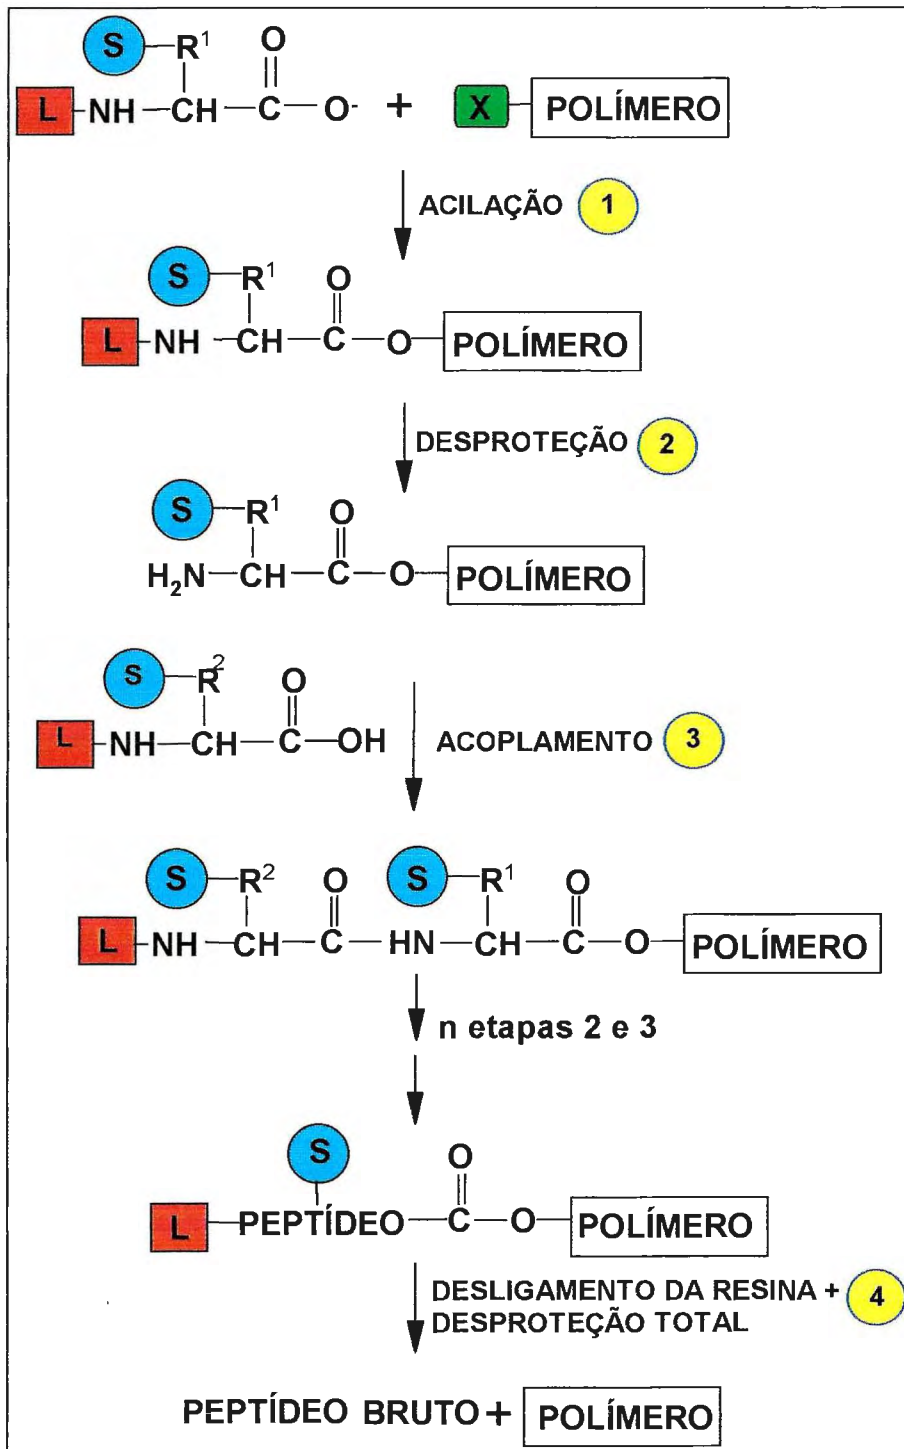 S R¹ O
L NH CH C O- + X POLÍMERO
ACILAÇÃO 1
S R¹ O
L NH CH C O POLÍMERO
DESPROTEÇÃO 2
S R¹ O
H₂N CH C O POLÍMERO
S R² O
L NH CH C OH
ACOPLAMENTO 3
S R² O S R¹ O
L NH CH C HN CH C O POLÍMERO
n etapas 2 e 3
S O
L PEPTÍDEO C O POLÍMERO
DESLIGAMENTO DA RESINA + 4
DESPROTEÇÃO TOTAL
PEPTÍDEO BRUTO + POLÍMERO